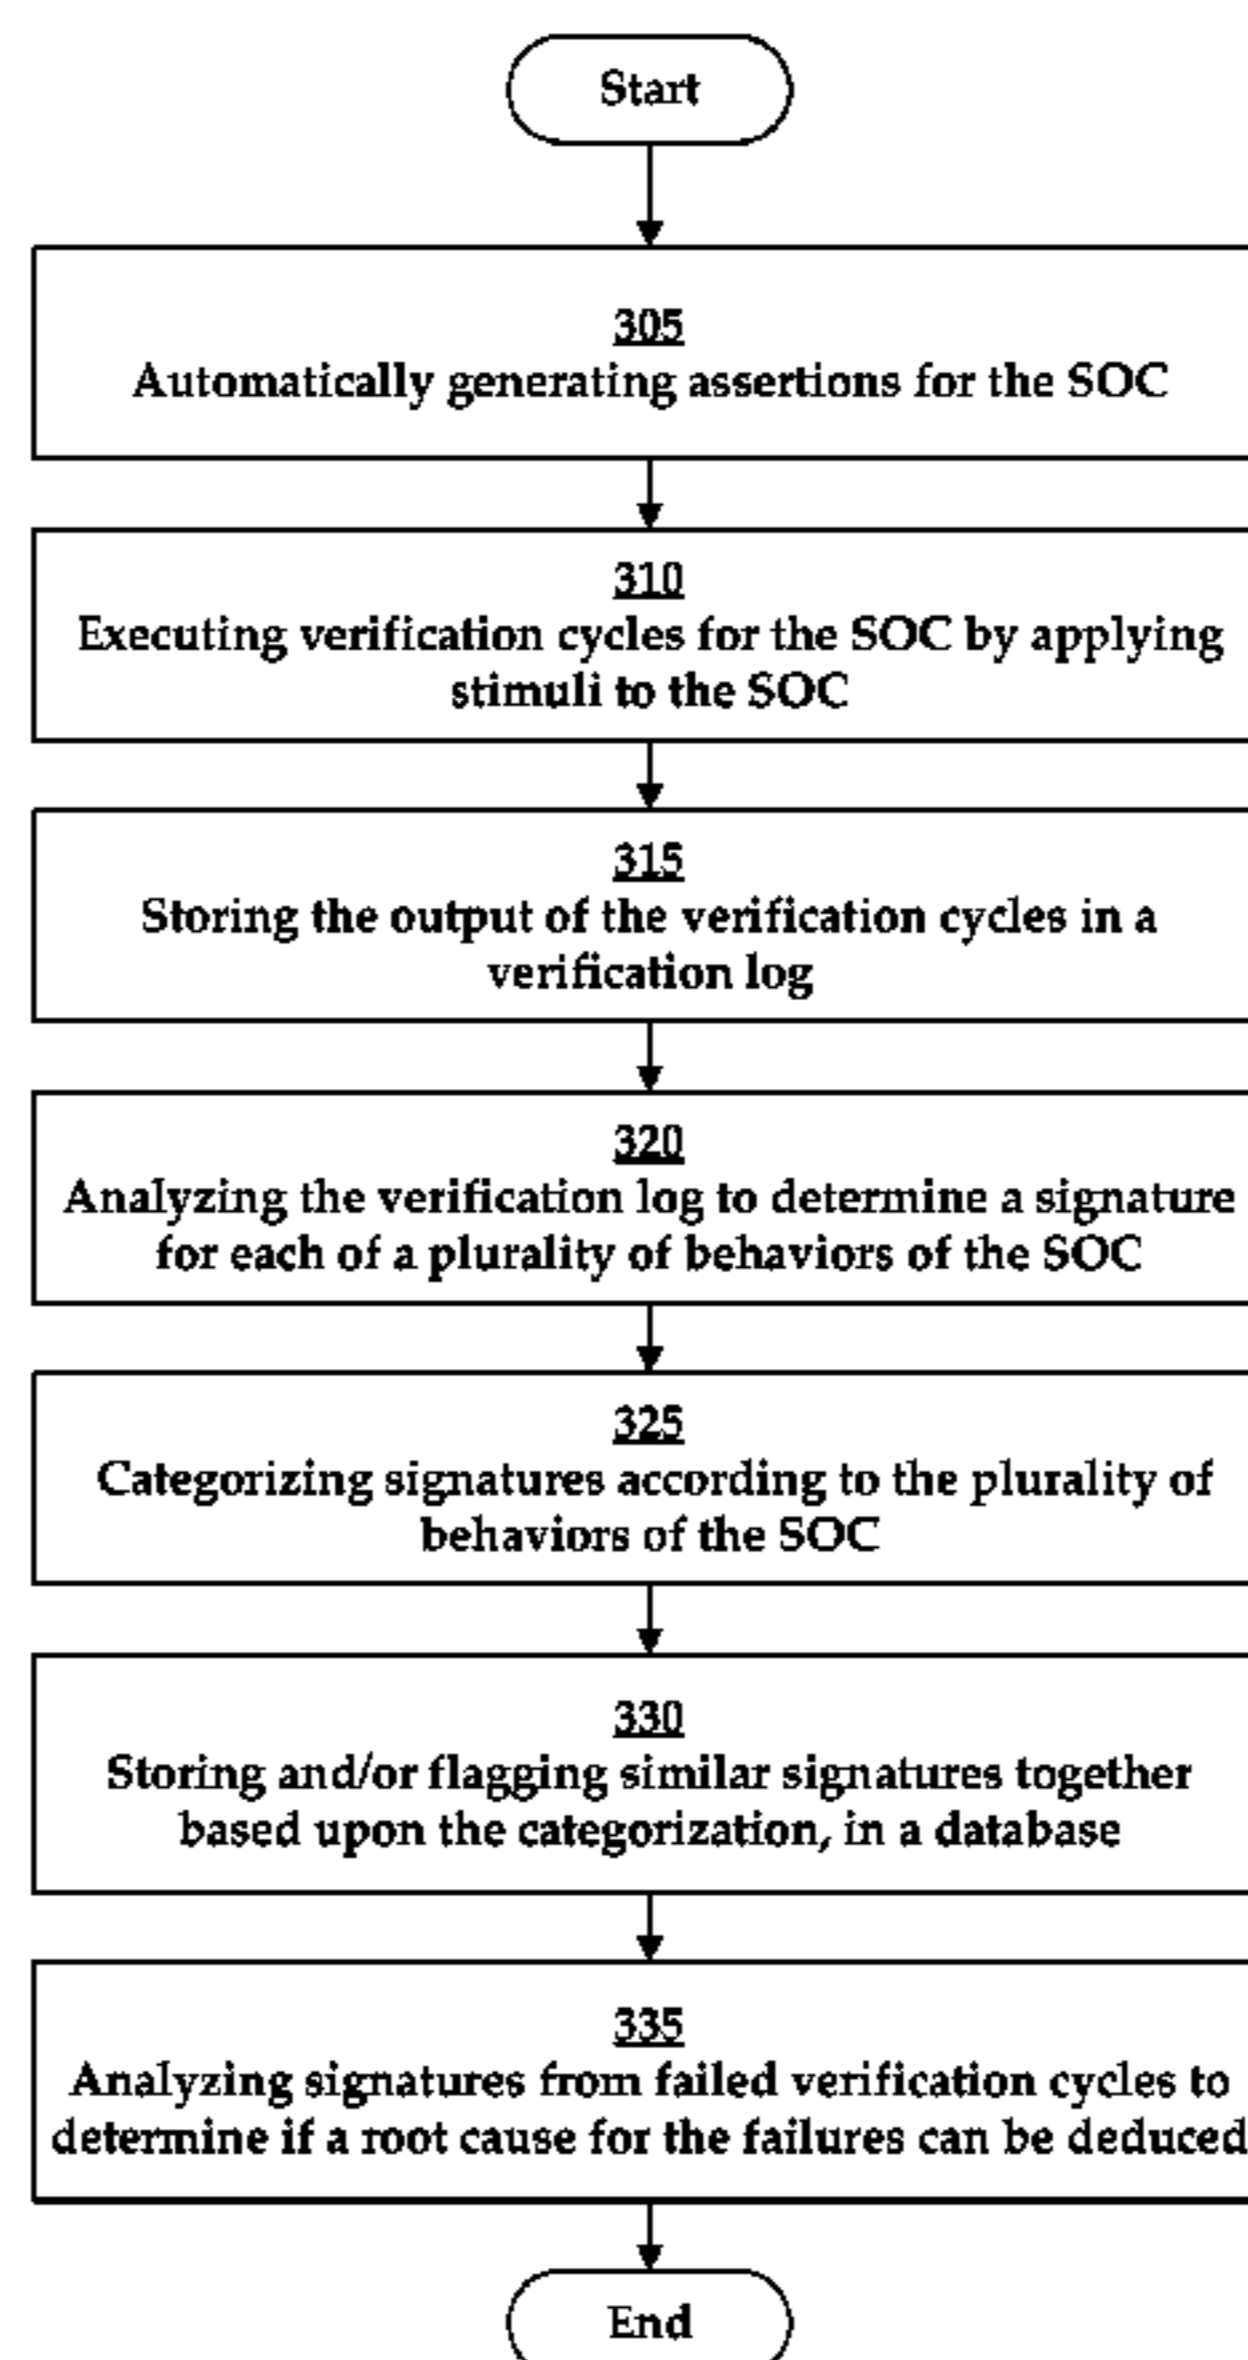 Start
305
Automatically generating assertions for the SOC
310
Executing verification cycles for the SOC by applying
stimuli to the SOC
315
Storing the output of the verification cycles in a
verification log
320
Analyzing the verification log to determine a signature
for each of a plurality of behaviors of the SOC
325
Categorizing signatures according to the plurality of
behaviors of the SOC
330
Storing and/or flagging similar signatures together
based upon the categorization, in a database
335
Analyzing signatures from failed verification cycles to
determine if a root cause for the failures can be deduced
End